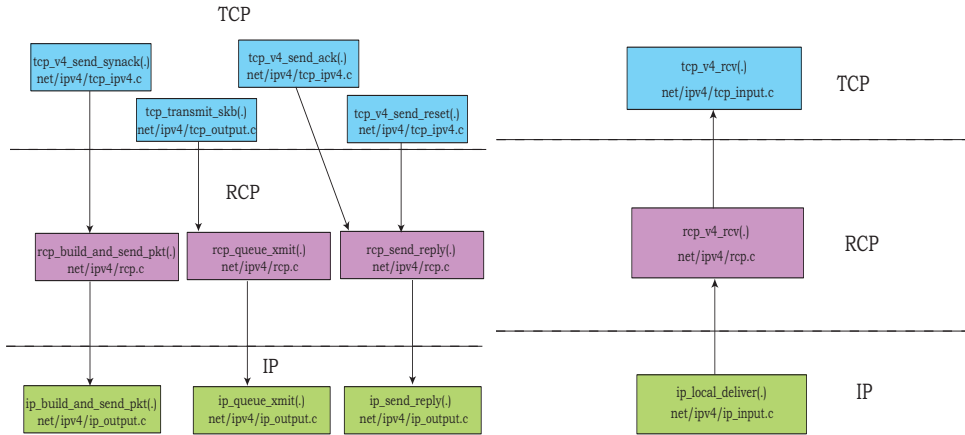 TCP
tcp_v4_send_synack(.)
net/ipv4/tcp_ipv4.c
tcp_v4_send_ack(.)
net/ipv4/tcp_ipv4.c
tcp_transmit_skb(.)
net/ipv4/tcp_output.c
tcp_v4_send_reset(.)
net/ipv4/tcp_ipv4.c
RCP
rcp_build_and_send_pkt(.)
net/ipv4/rcp.c
rcp_queue_xmit(.)
net/ipv4/rcp.c
rcp_send_reply(.)
net/ipv4/rcp.c
IP
ip_build_and_send_pkt(.)
net/ipv4/ip_output.c
ip_queue_xmit(.)
net/ipv4/ip_output.c
ip_send_reply(.)
net/ipv4/ip_output.c
tcp_v4_rcv(.)
net/ipv4/tcp_input.c
TCP
rcp_v4_rcv(.)
net/ipv4/rcp.c
RCP
ip_local_deliver(.)
net/ipv4/ip_input.c
IP